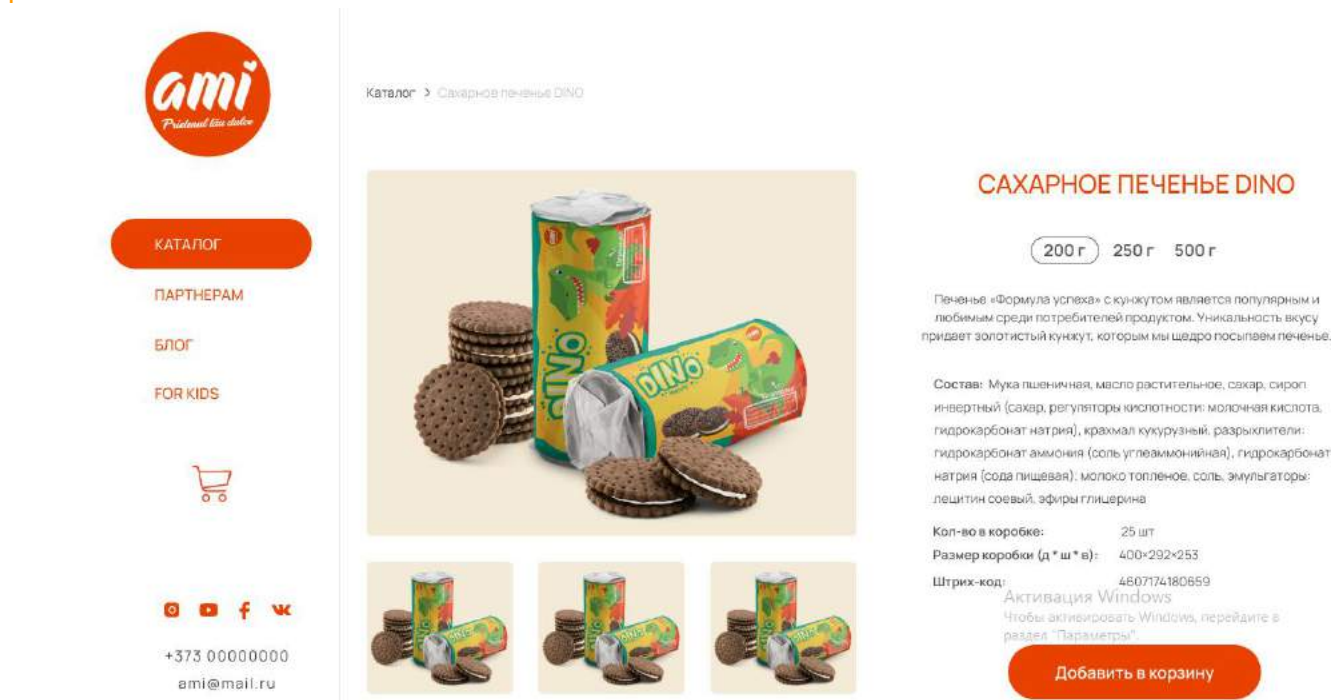 ami
Prietenul tău dulce
КАТАЛОГ
ПАРТНЕРАМ
БЛОГ
FOR KIDS
+373 00000000
ami@mail.ru
Каталог > Сахарное печенье DINO
DINO
DINO
САХАРНОЕ ПЕЧЕНЬЕ DINO
200 г 250 г 500 г
Печенье «Формула успеха» с кунжутом является популярным и
любимым среди потребителей продуктом. Уникальность вкусу
придает золотистый кунжут, которым мы щедро посыпаем печенье.
Состав: Мука пшеничная, масло растительное, сахар, сироп
инвертный (сахар, регуляторы кислотности: молочная кислота,
гидрокарбонат натрия), крахмал кукурузный, разрыхлители:
гидрокарбонат аммония (соль углеаммонийная), гидрокарбонат
натрия (сода пищевая), молоко топленое, соль, эмульгаторы:
лецитин соевый, эфиры глицерина
Кол-во в коробке: 25 шт
Размер коробки (д * ш * в): 400×292×253
Штрих-код: 4607174180659
Активация Windows
Чтобы активировать Windows, перейдите в
раздел "Параметры".
Добавить в корзину